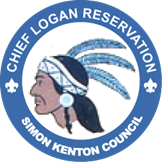 CHIEF LOGAN RESERVATION
SIMON KENTON COUNCIL